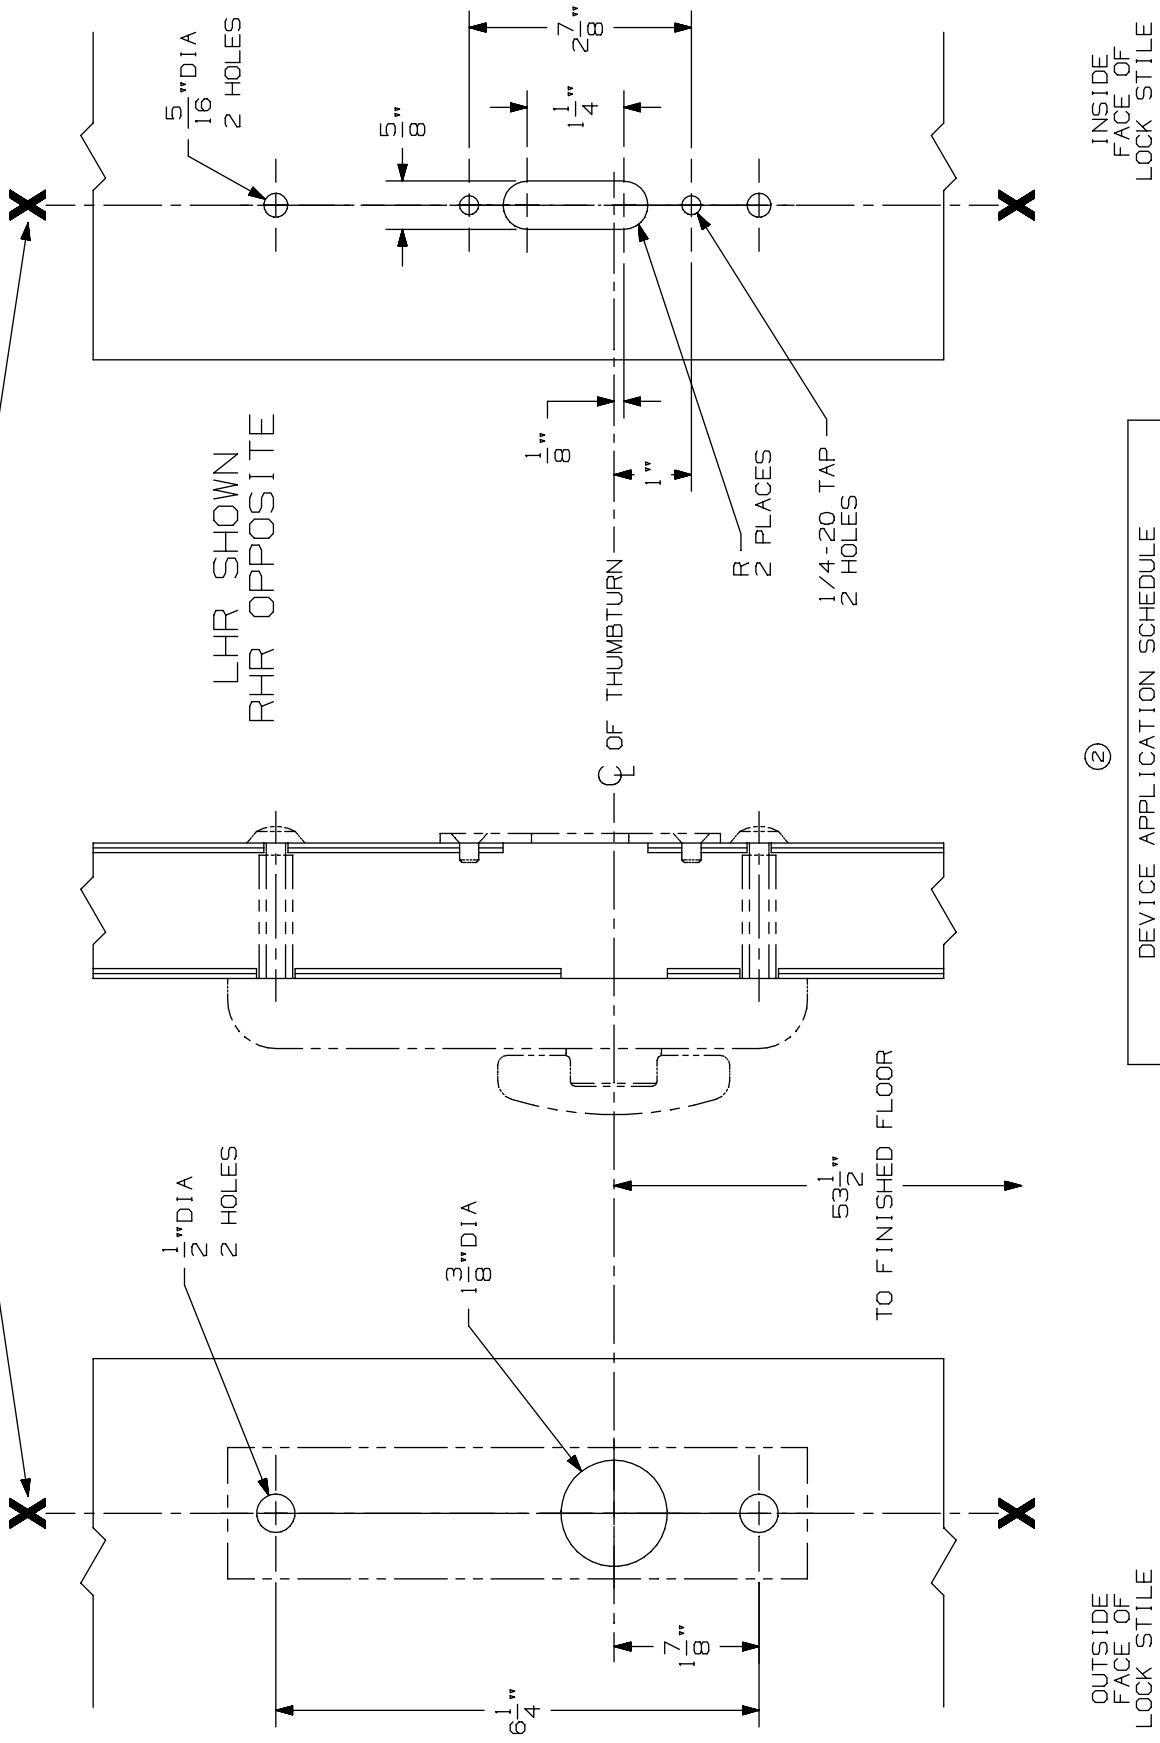 X
5/16"DIA
2 HOLES
2 7/8"
1 1/4"
5/8"
X
INSIDE
FACE OF
LOCK STILE
LHR SHOWN
RHR OPPOSITE
1/8"
1"
R
2 PLACES
1/4-20 TAP
2 HOLES
℄ OF THUMBTURN
2
DEVICE APPLICATION SCHEDULE
1/2"DIA
2 HOLES
1 3/8"DIA
53 1/2"
TO FINISHED FLOOR
X
1 7/8"
6 1/4"
X
OUTSIDE
FACE OF
LOCK STILE